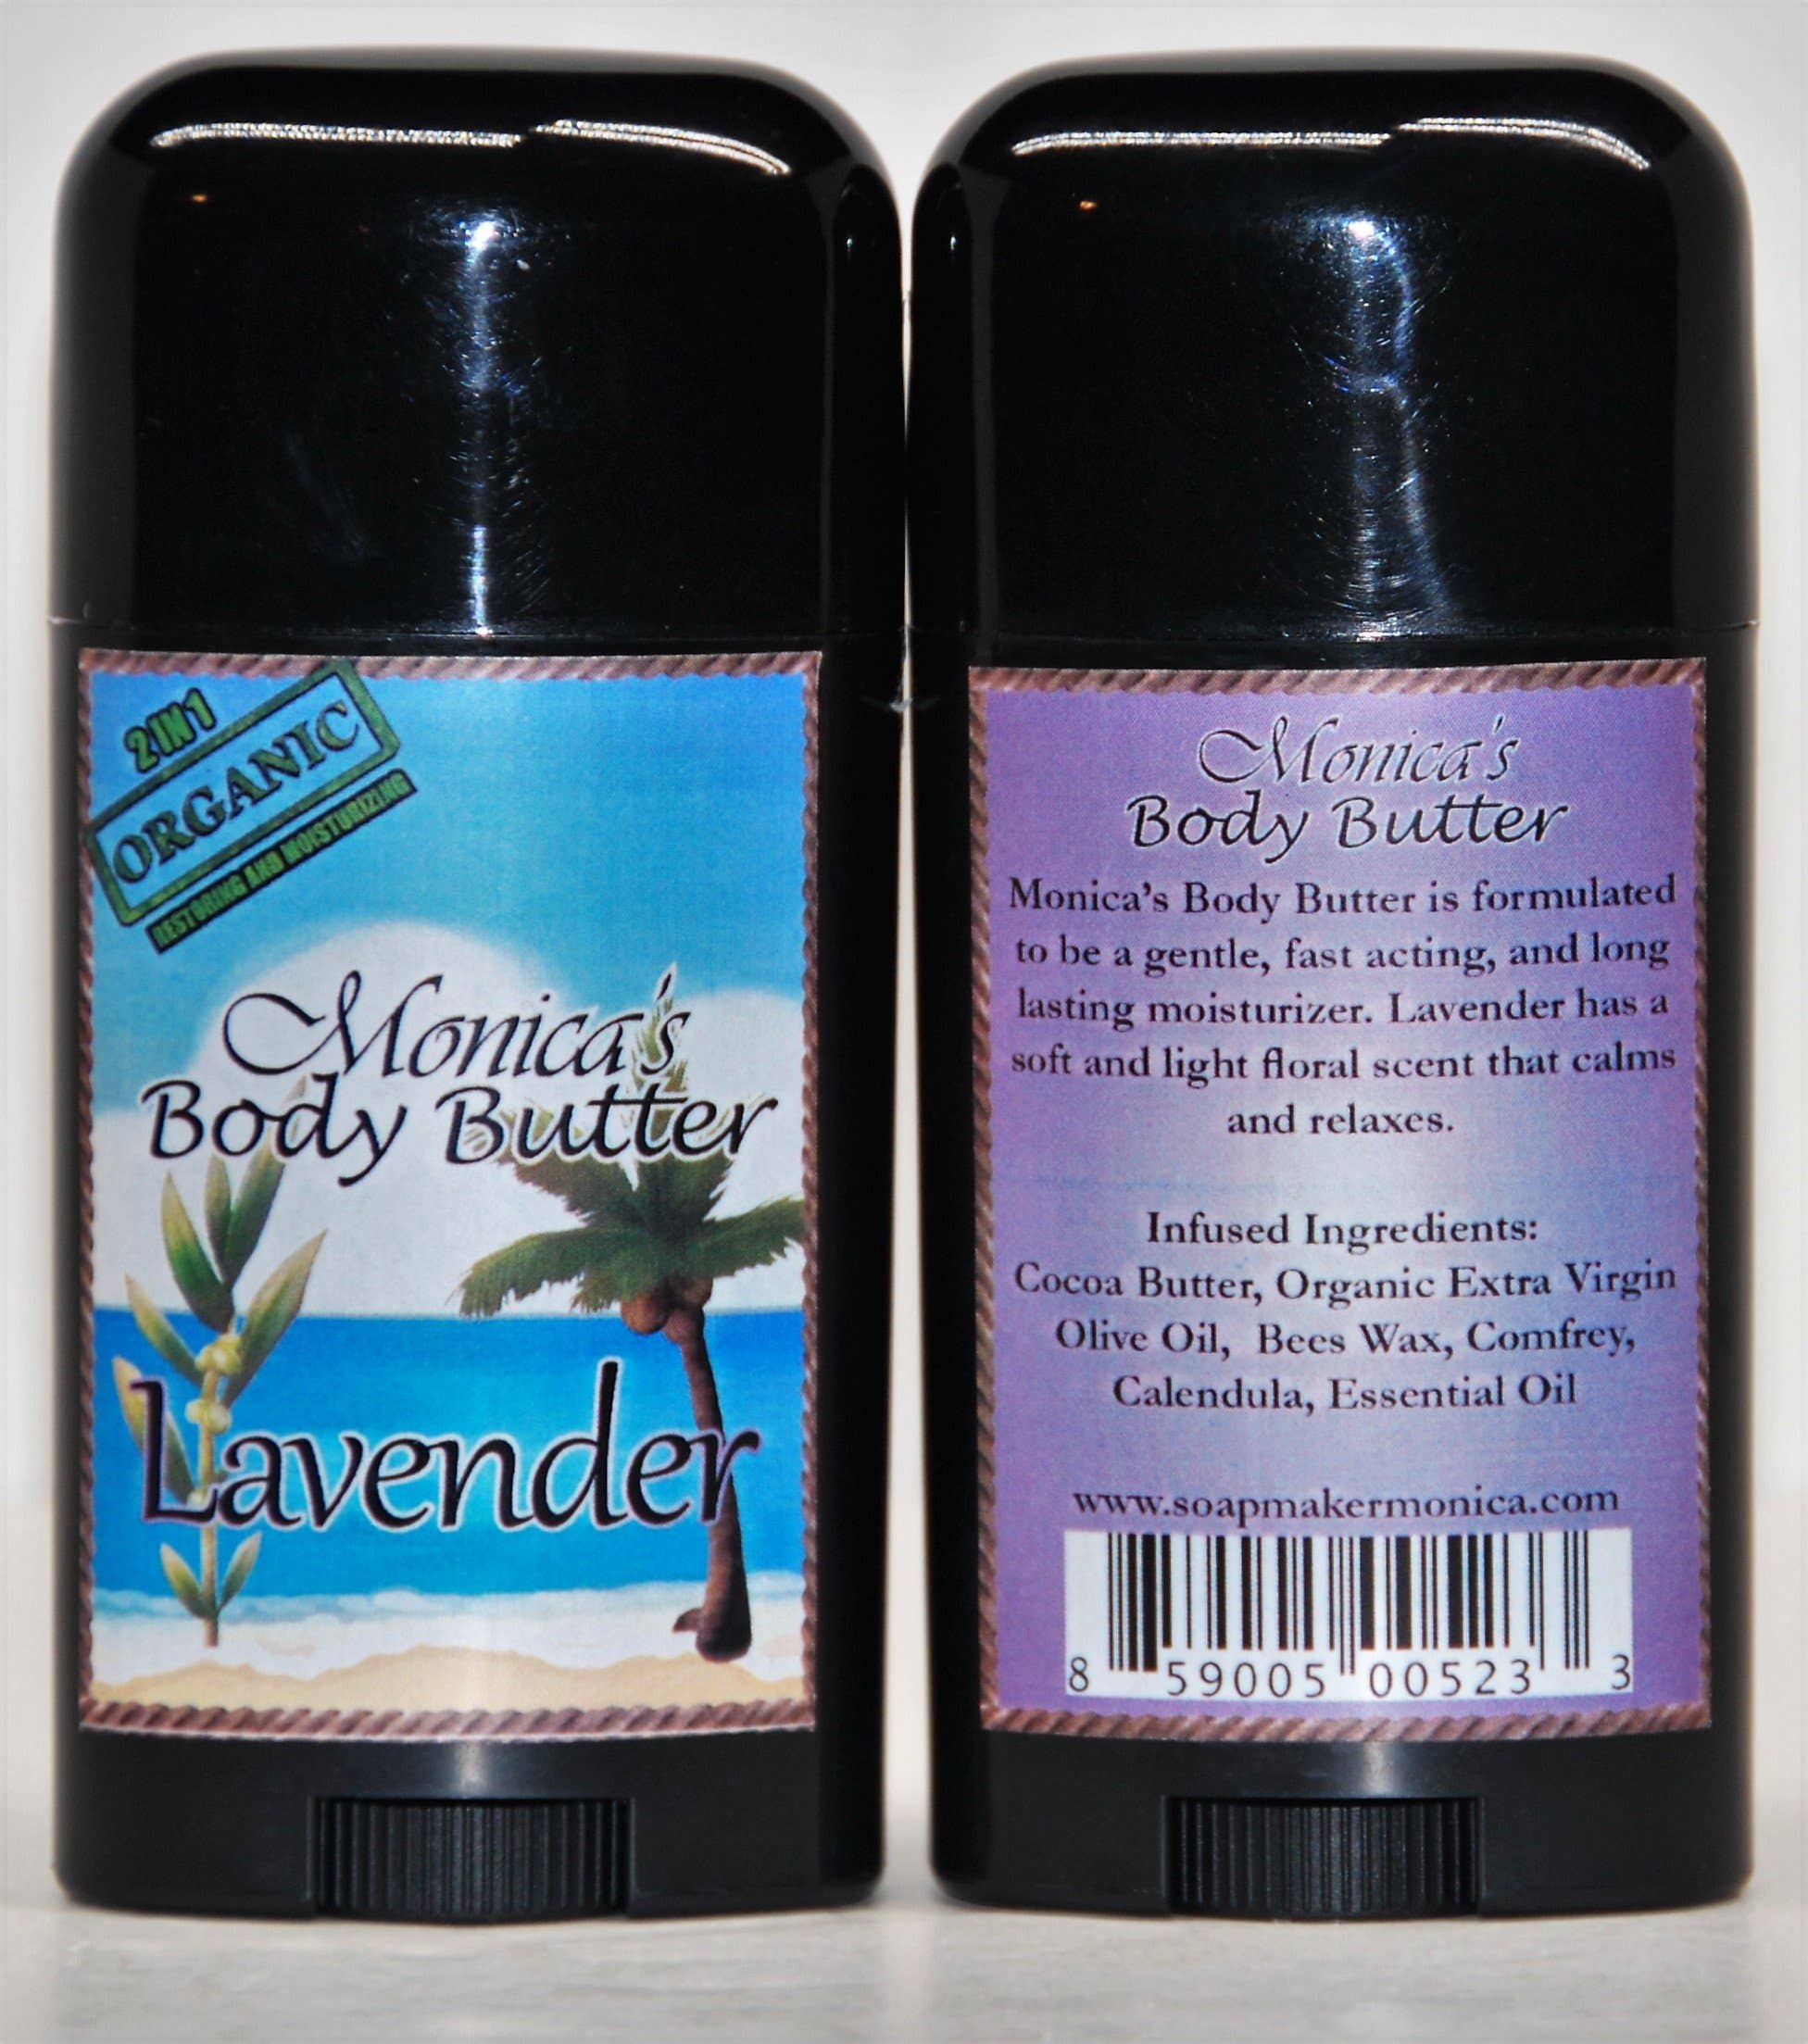 2 IN 1
ORGANIC
RESTORING AND MOISTURIZING
Monica's
Body Butter
Lavender
Monica's
Body Butter
Monica's Body Butter is formulated
to be a gentle, fast acting, and long
lasting moisturizer. Lavender has a
soft and light floral scent that calms
and relaxes.
Infused Ingredients:
Cocoa Butter, Organic Extra Virgin
Olive Oil, Bees Wax, Comfrey,
Calendula, Essential Oil
www.soapmakermonica.com
8 59005 00523 3